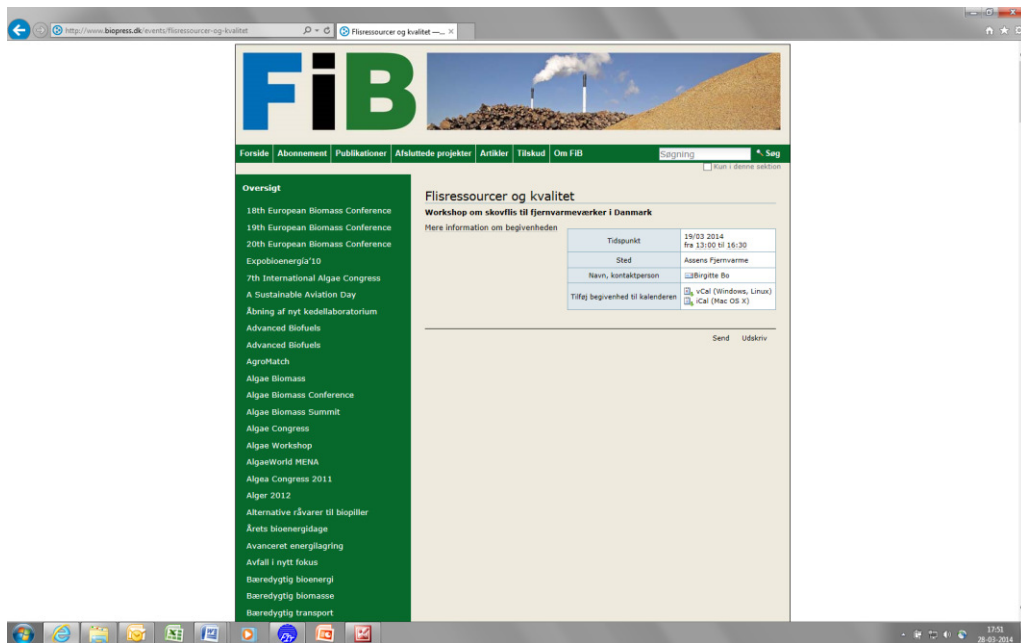 http://www.biopress.dk/events/flisressourcer-og-kvalitet
Flisressourcer og kvalitet —...
FiB
Forside Abonnement Publikationer Afsluttede projekter Artikler Tilskud Om FiB Søgning Søg
Kun i denne sektion
Oversigt
18th European Biomass Conference
19th European Biomass Conference
20th European Biomass Conference
Expobioenergía'10
7th International Algae Congress
A Sustainable Aviation Day
Åbning af nyt kedellaboratorium
Advanced Biofuels
Advanced Biofuels
AgroMatch
Algae Biomass
Algae Biomass Conference
Algae Biomass Summit
Algae Congress
Algae Workshop
AlgaeWorld MENA
Algea Congress 2011
Alger 2012
Alternative råvarer til biopiller
Årets bioenergidage
Avanceret energilagring
Avfall i nytt fokus
Bæredygtig bioenergi
Bæredygtig biomasse
Bæredygtig transport
Flisressourcer og kvalitet
Workshop om skovflis til fjernvarmeværker i Danmark
Mere information om begivenheden
Tidspunkt 19/03 2014
fra 13:00 til 16:30
Sted Assens Fjernvarme
Navn, kontaktperson Birgitte Bo
Tilføj begivenhed til kalenderen vCal (Windows, Linux)
iCal (Mac OS X)
Send Udskriv
17:51
28-03-2014